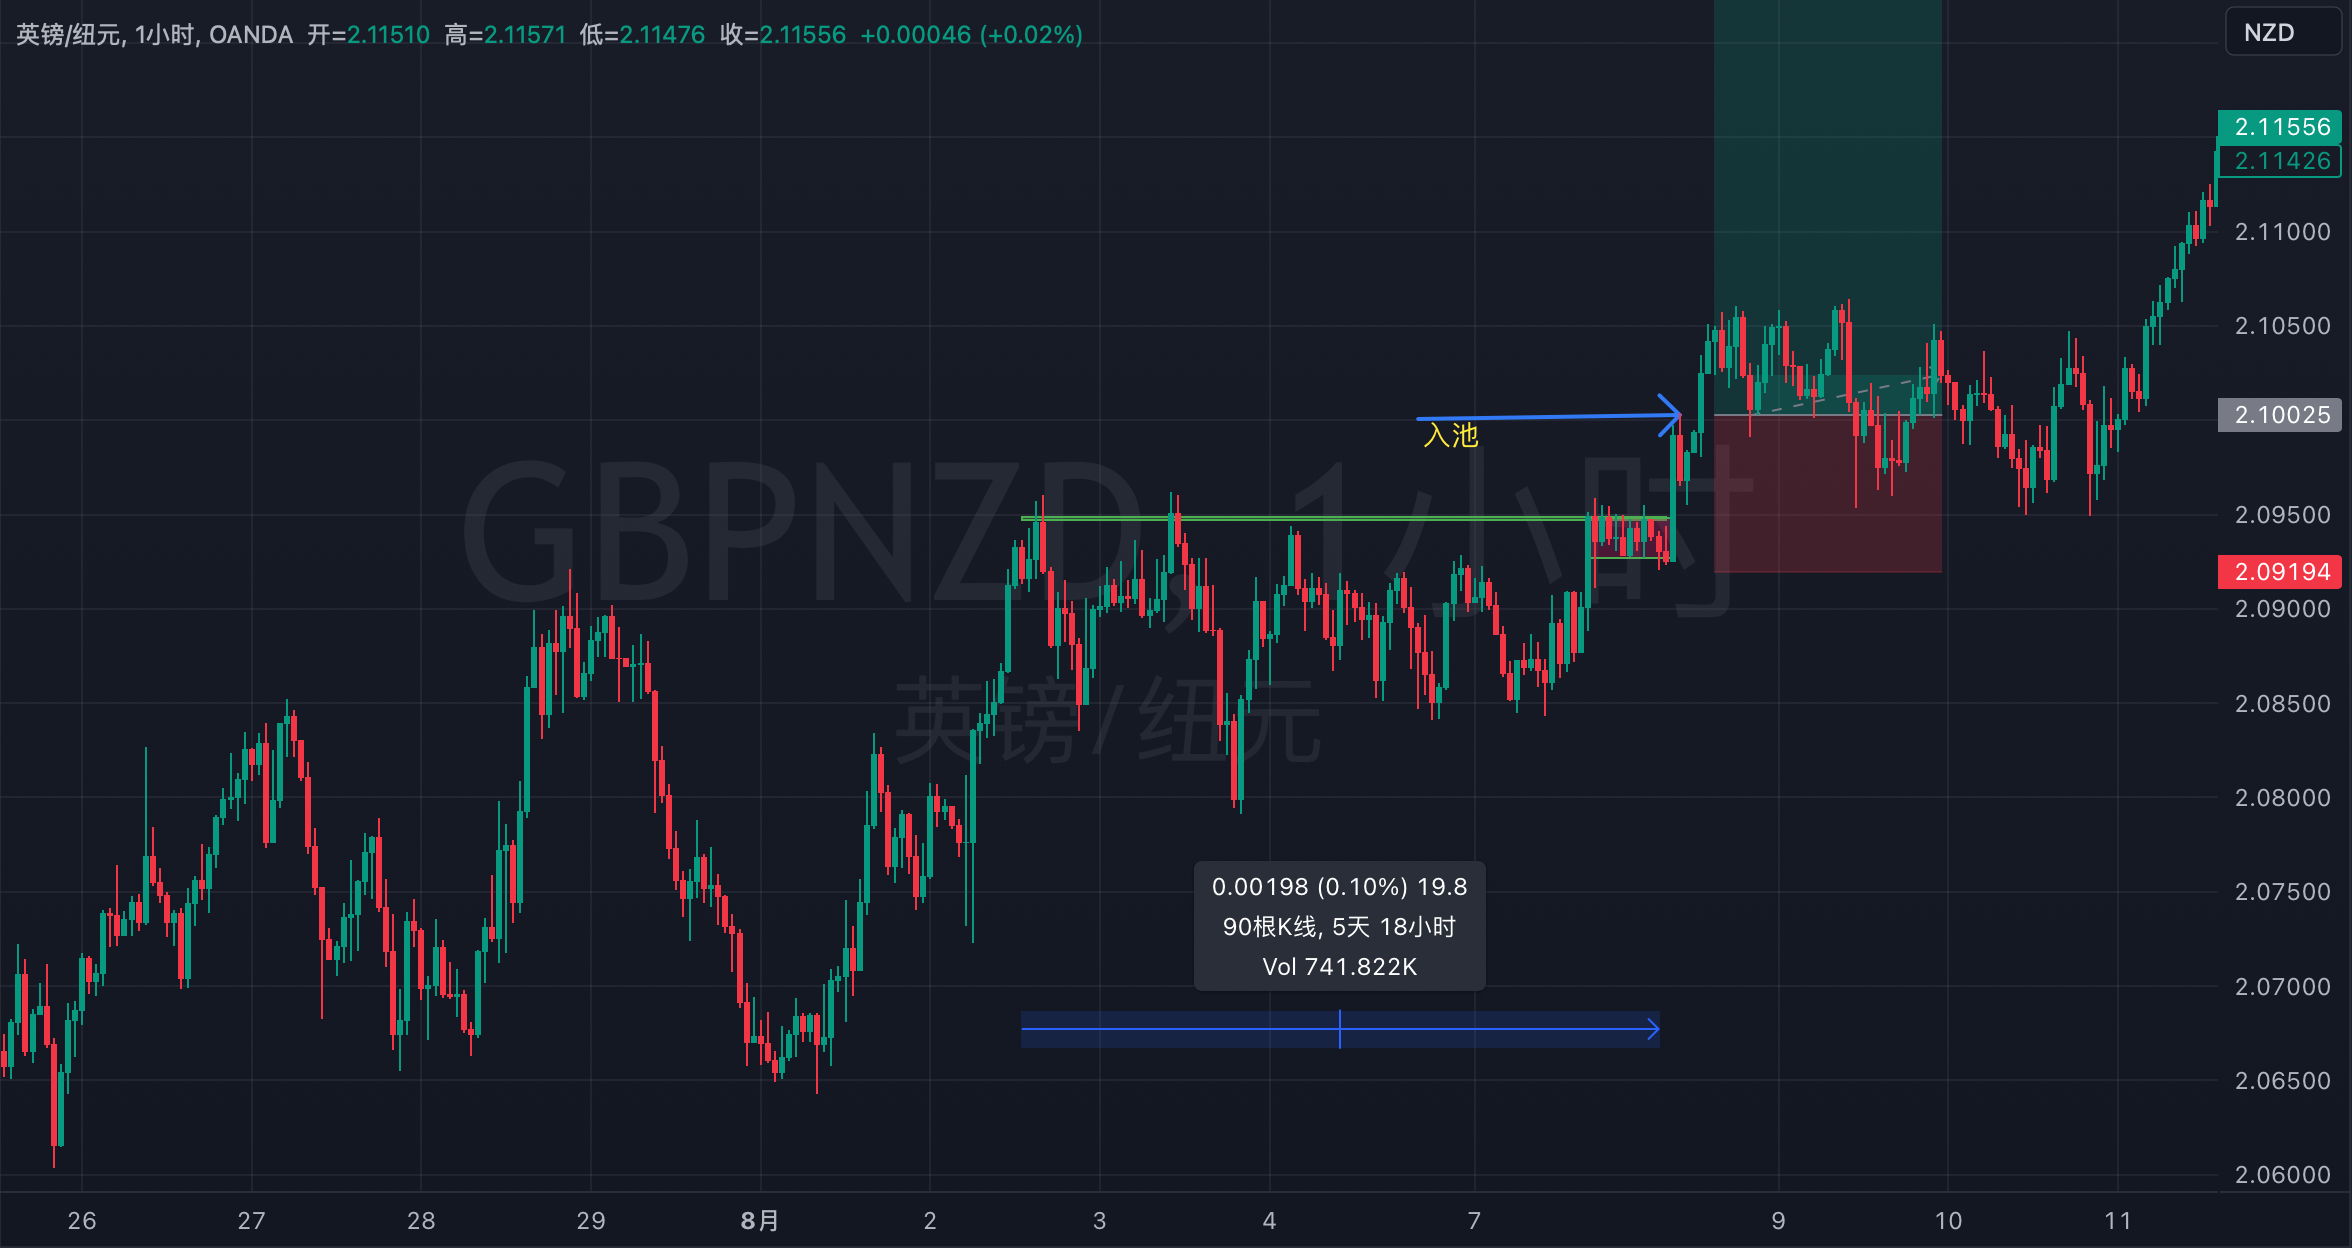 英镑/纽元, 1小时, OANDA 开=2.11510 高=2.11571 低=2.11476 收=2.11556 +0.00046 (+0.02%)
NZD
2.11556
2.11426
2.11000
2.10500
2.10025
入池
2.09500
2.09194
2.09000
GBPNZD, 1小时
英镑/纽元
2.08500
2.08000
2.07500
0.00198 (0.10%) 19.8
90根K线, 5天 18小时
Vol 741.822K
2.07000
2.06500
2.06000
26 27 28 29 8月 2 3 4 7 9 10 11